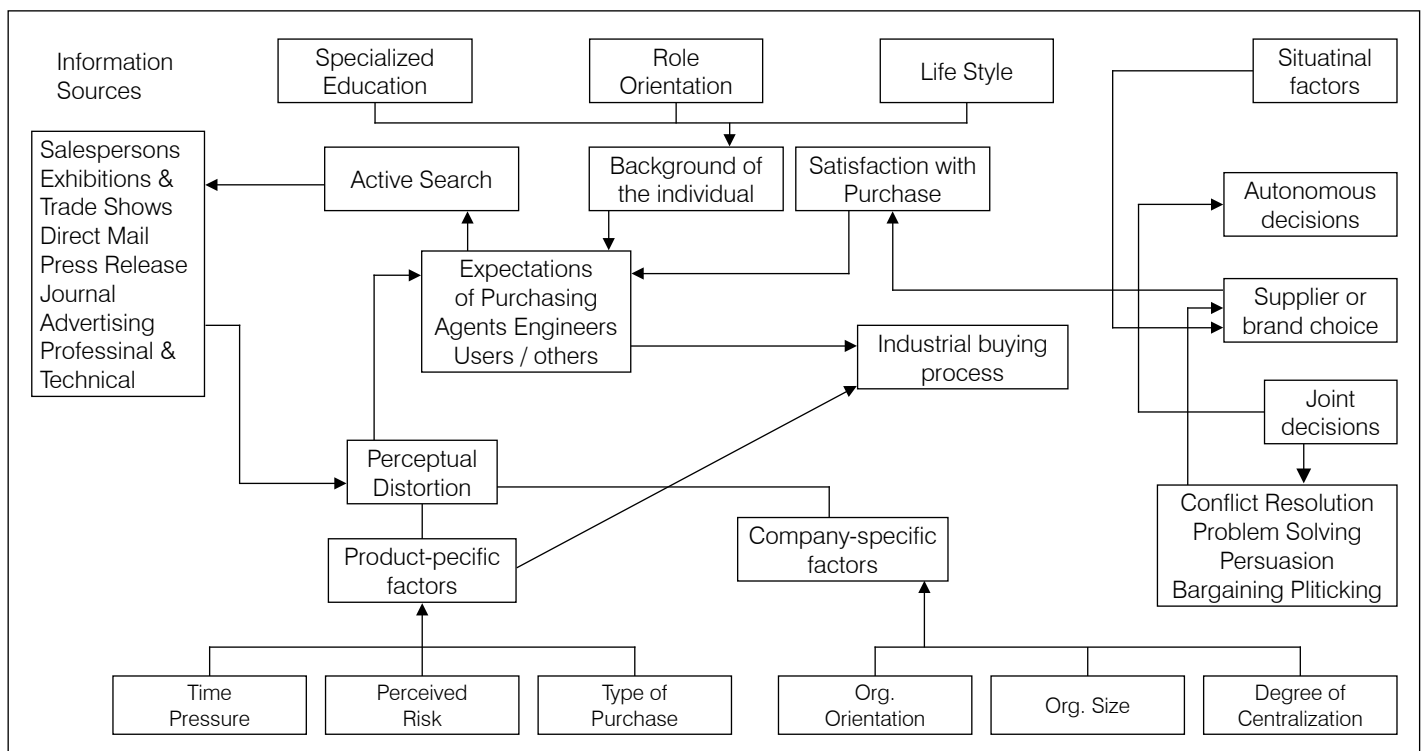 Information
Sources
Specialized
Education
Role
Orientation
Life Style
Situatinal
factors
Salespersons
Exhibitions &
Trade Shows
Direct Mail
Press Release
Journal
Advertising
Professinal &
Technical
Active Search
Background of
the individual
Satisfaction with
Purchase
Autonomous
decisions
Expectations
of Purchasing
Agents Engineers
Users / others
Supplier or
brand choice
Industrial buying
process
Joint
decisions
Perceptual
Distortion
Conflict Resolution
Problem Solving
Persuasion
Bargaining Pliticking
Product-pecific
factors
Company-specific
factors
Time
Pressure
Perceived
Risk
Type of
Purchase
Org.
Orientation
Org. Size
Degree of
Centralization